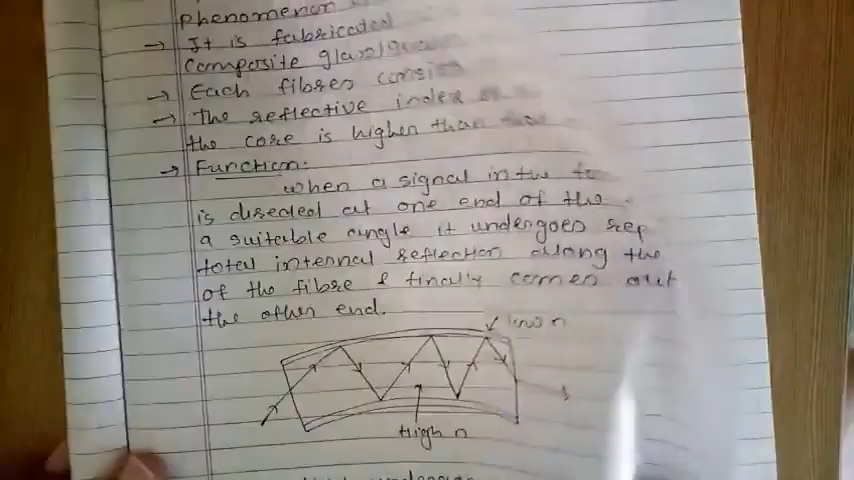 phenomenon
→ It is fabricated
composite glass/
→ Each fibres consist
→ The reflective index
the core is higher than
→ Function:
when a signal in the
is direcled at one end of the
a suitable angle it undergoes
total internal reflection along the
of the fibre & finally comes out
the other end.
low n
High n